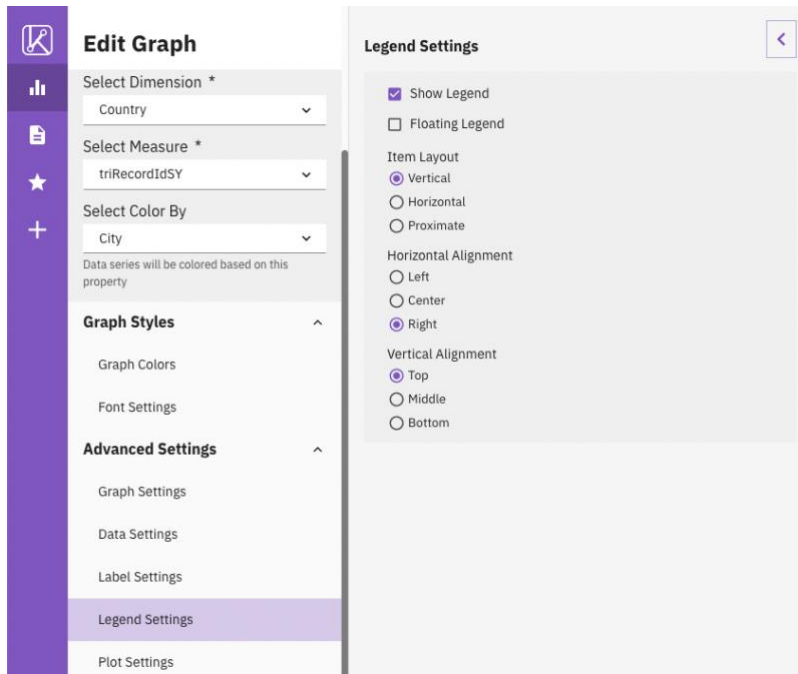 Edit Graph
Select Dimension *
Country
Select Measure *
triRecordIdSY
Select Color By
City
Data series will be colored based on this
property
Graph Styles
Graph Colors
Font Settings
Advanced Settings
Graph Settings
Data Settings
Label Settings
Legend Settings
Plot Settings
Legend Settings
Show Legend
Floating Legend
Item Layout
Vertical
Horizontal
Proximate
Horizontal Alignment
Left
Center
Right
Vertical Alignment
Top
Middle
Bottom